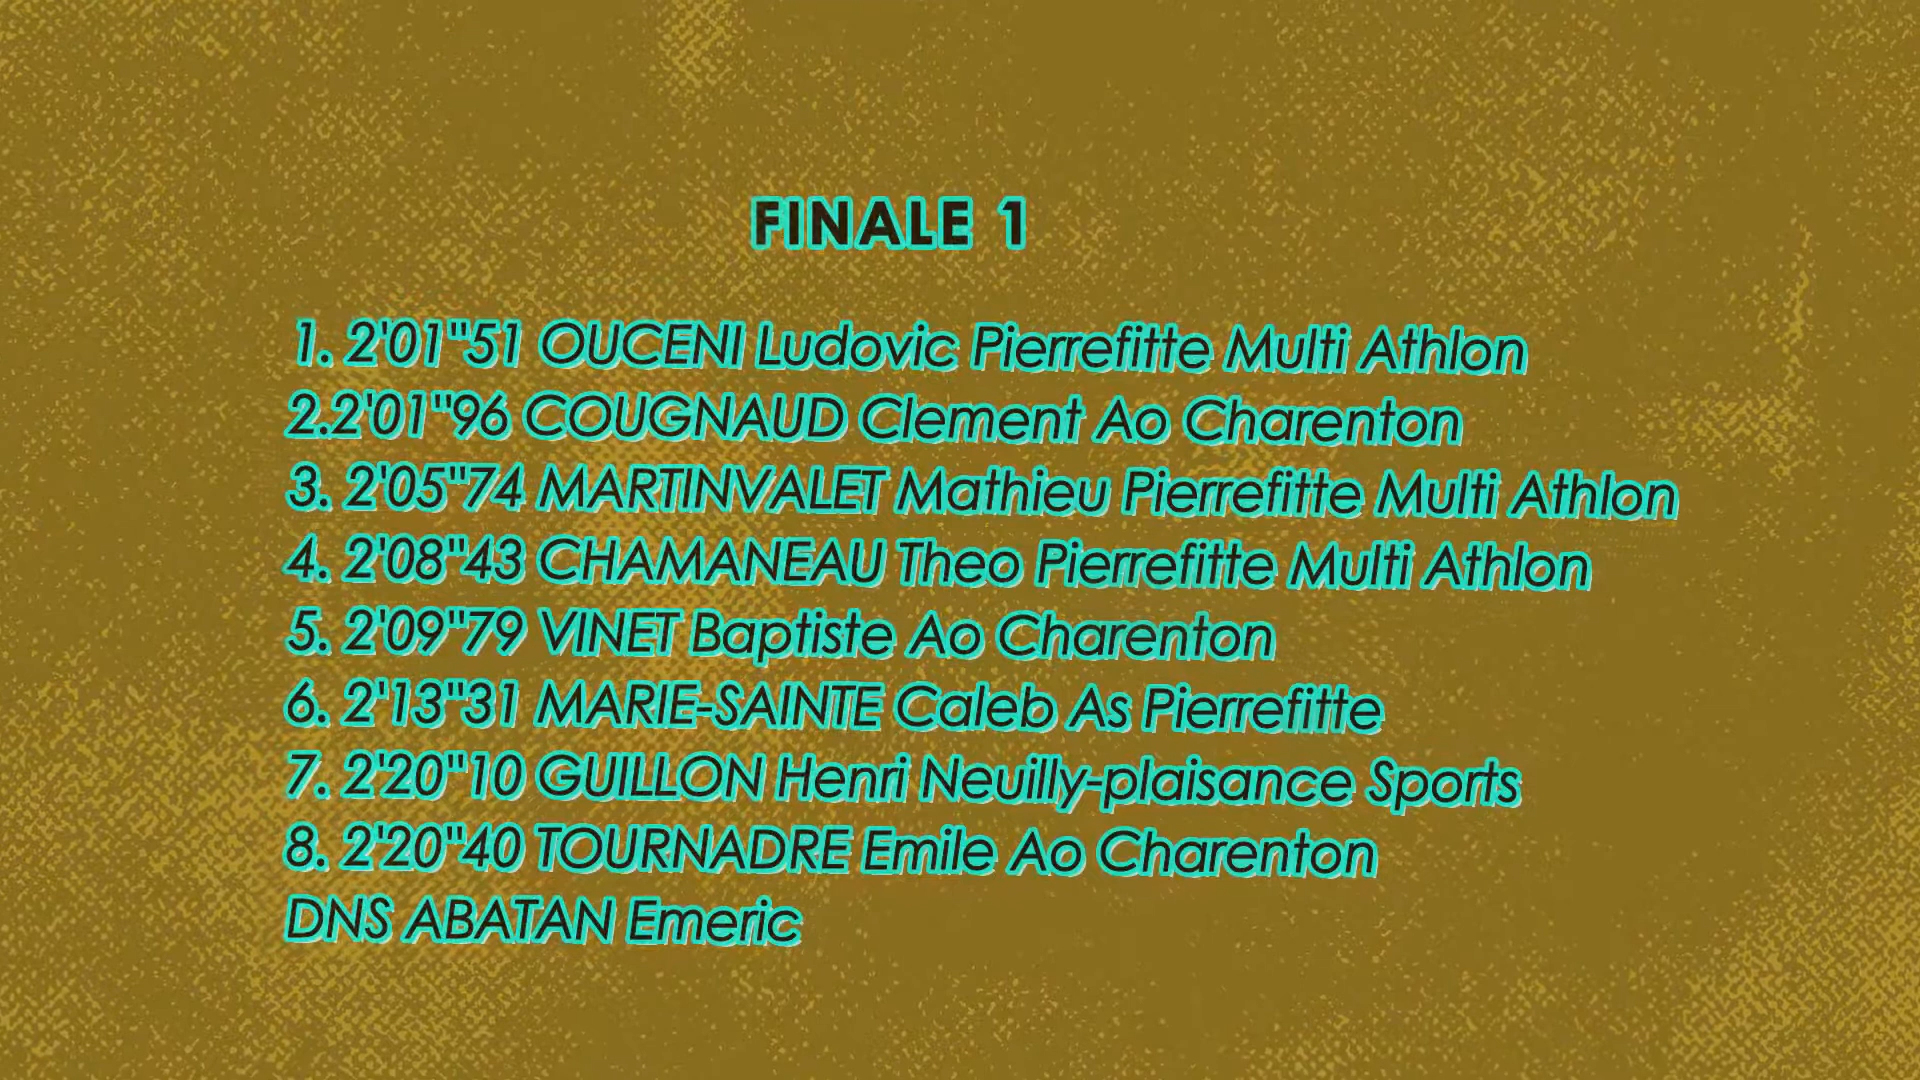 FINALE 1
1. 2'01"51 OUCENI Ludovic Pierrefitte Multi Athlon
2.2'01"96 COUGNAUD Clement Ao Charenton
3. 2'05"74 MARTINVALET Mathieu Pierrefitte Multi Athlon
4. 2'08"43 CHAMANEAU Theo Pierrefitte Multi Athlon
5. 2'09"79 VINET Baptiste Ao Charenton
6. 2'13"31 MARIE-SAINTE Caleb As Pierrefitte
7. 2'20"10 GUILLON Henri Neuilly-plaisance Sports
8. 2'20"40 TOURNADRE Emile Ao Charenton
DNS ABATAN Emeric